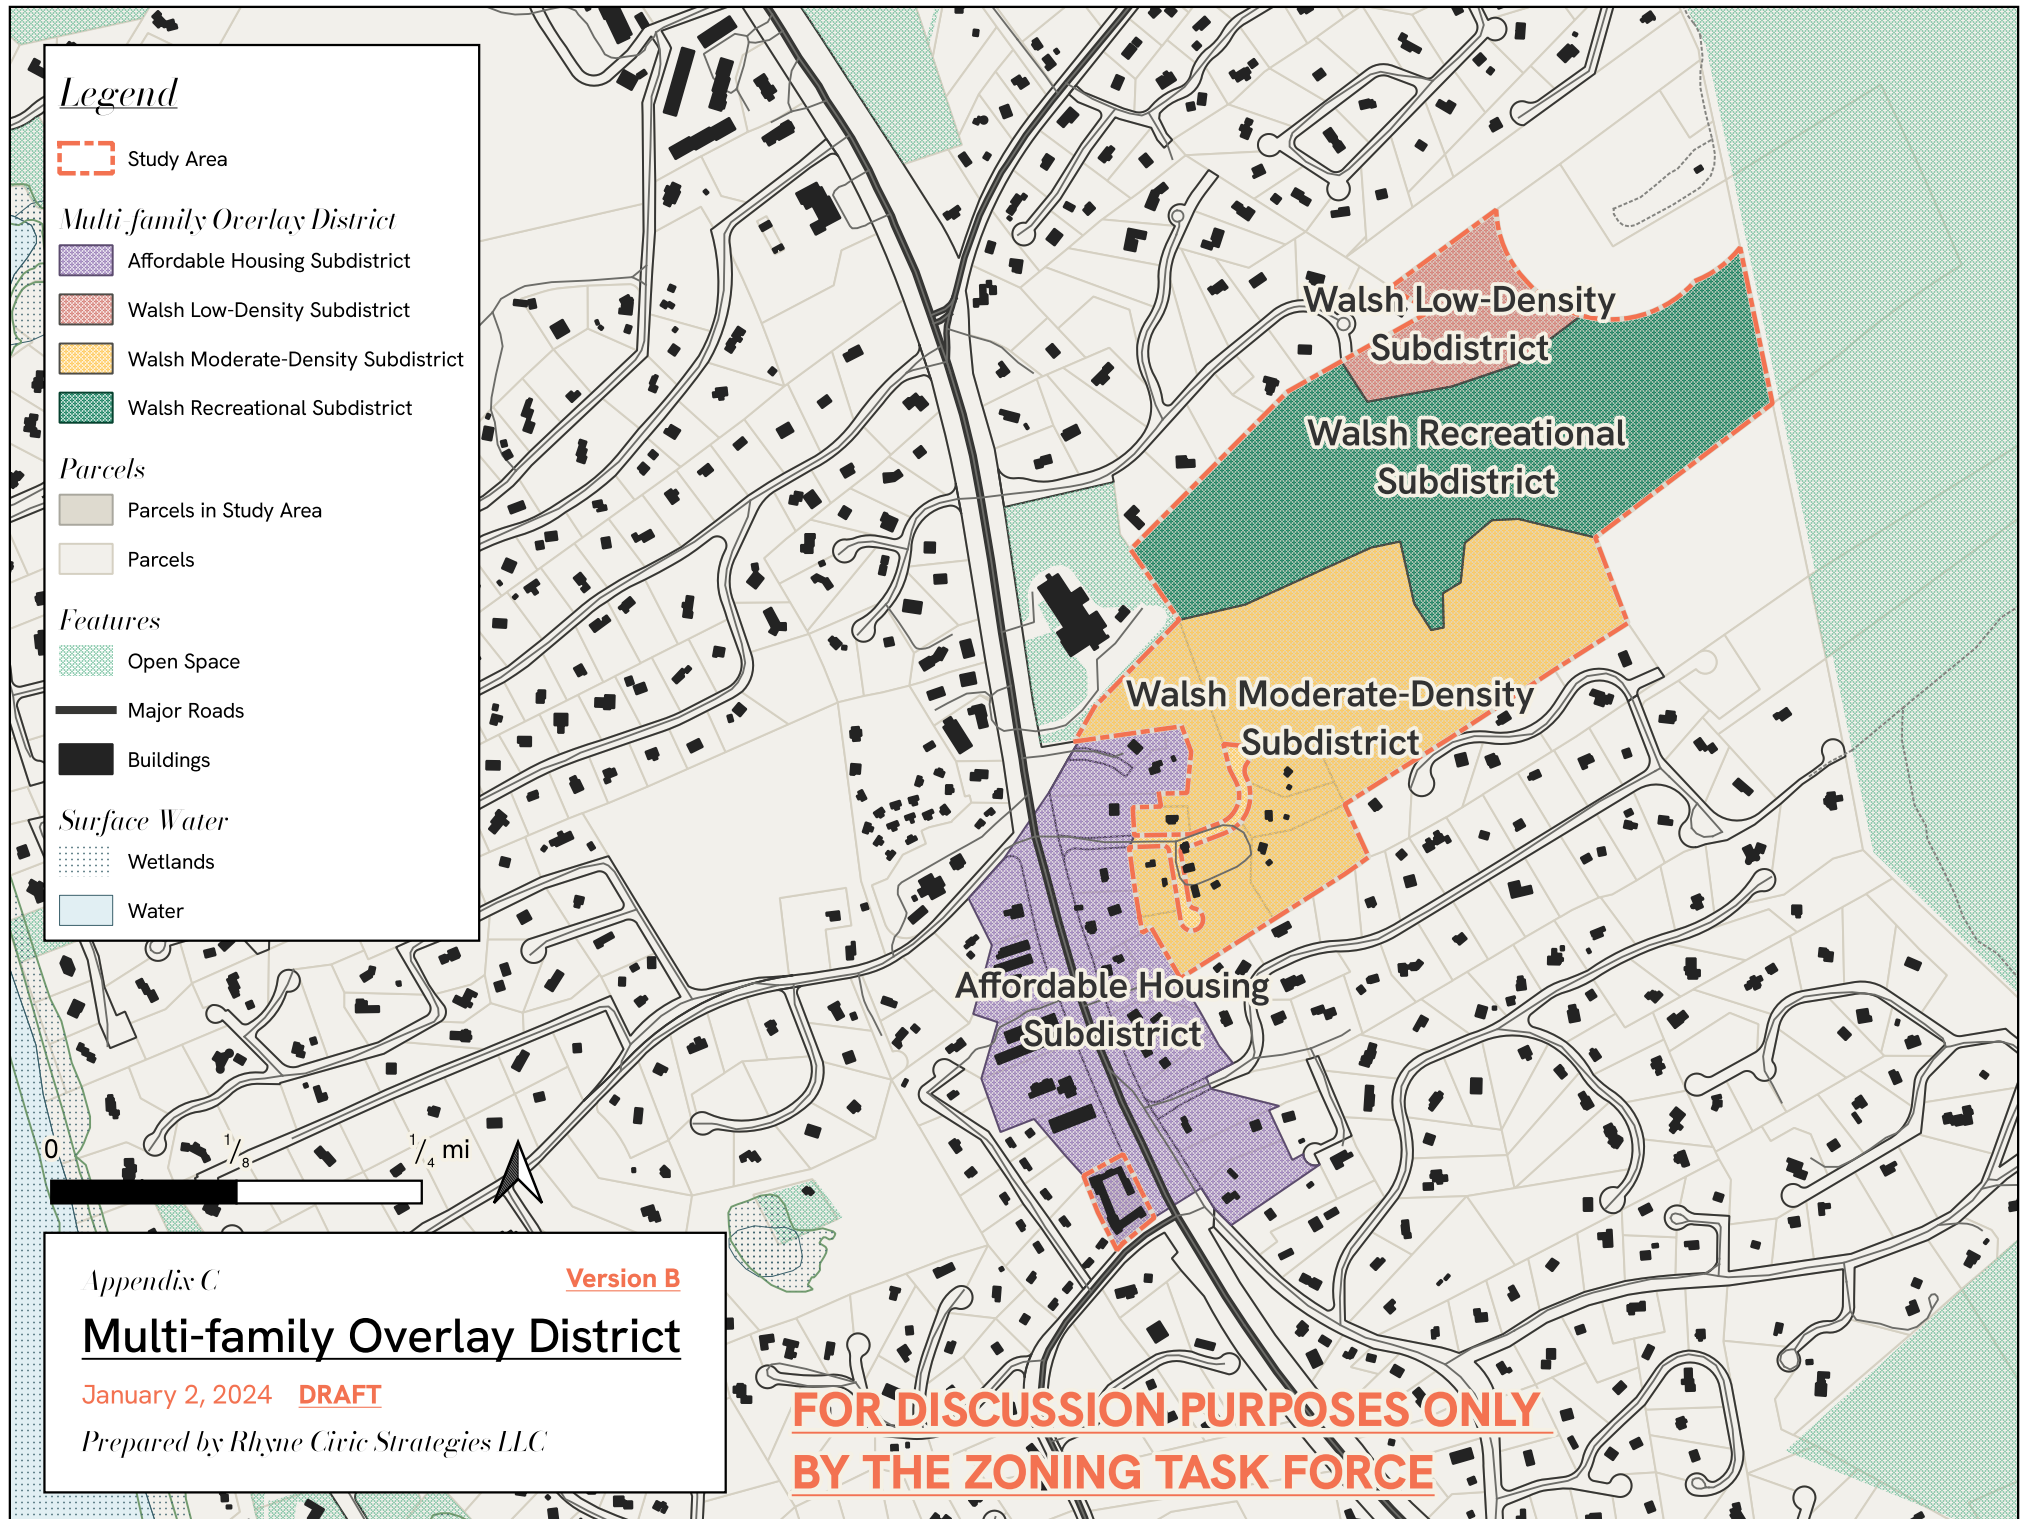 Legend
Study Area
Multi-family Overlay District
Affordable Housing Subdistrict
Walsh Low-Density Subdistrict
Walsh Moderate-Density Subdistrict
Walsh Recreational Subdistrict
Parcels
Parcels in Study Area
Parcels
Features
Open Space
Major Roads
Buildings
Surface Water
Wetlands
Water
Walsh Low-Density
Subdistrict
Walsh Recreational
Subdistrict
Walsh Moderate-Density
Subdistrict
Affordable Housing
Subdistrict
0 1/8 1/4 mi
Appendix C Version B
Multi-family Overlay District
January 2, 2024 DRAFT
Prepared by Rhyne Civic Strategies LLC
FOR DISCUSSION PURPOSES ONLY
BY THE ZONING TASK FORCE